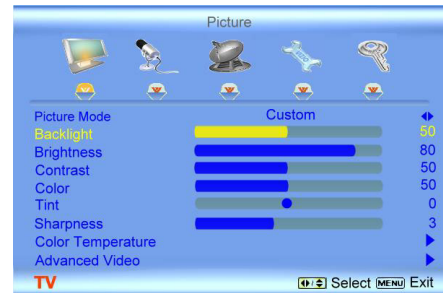 Picture
Picture Mode Custom
Backlight 50
Brightness 80
Contrast 50
Color 50
Tint 0
Sharpness 3
Color Temperature
Advanced Video
TV Select MENU Exit